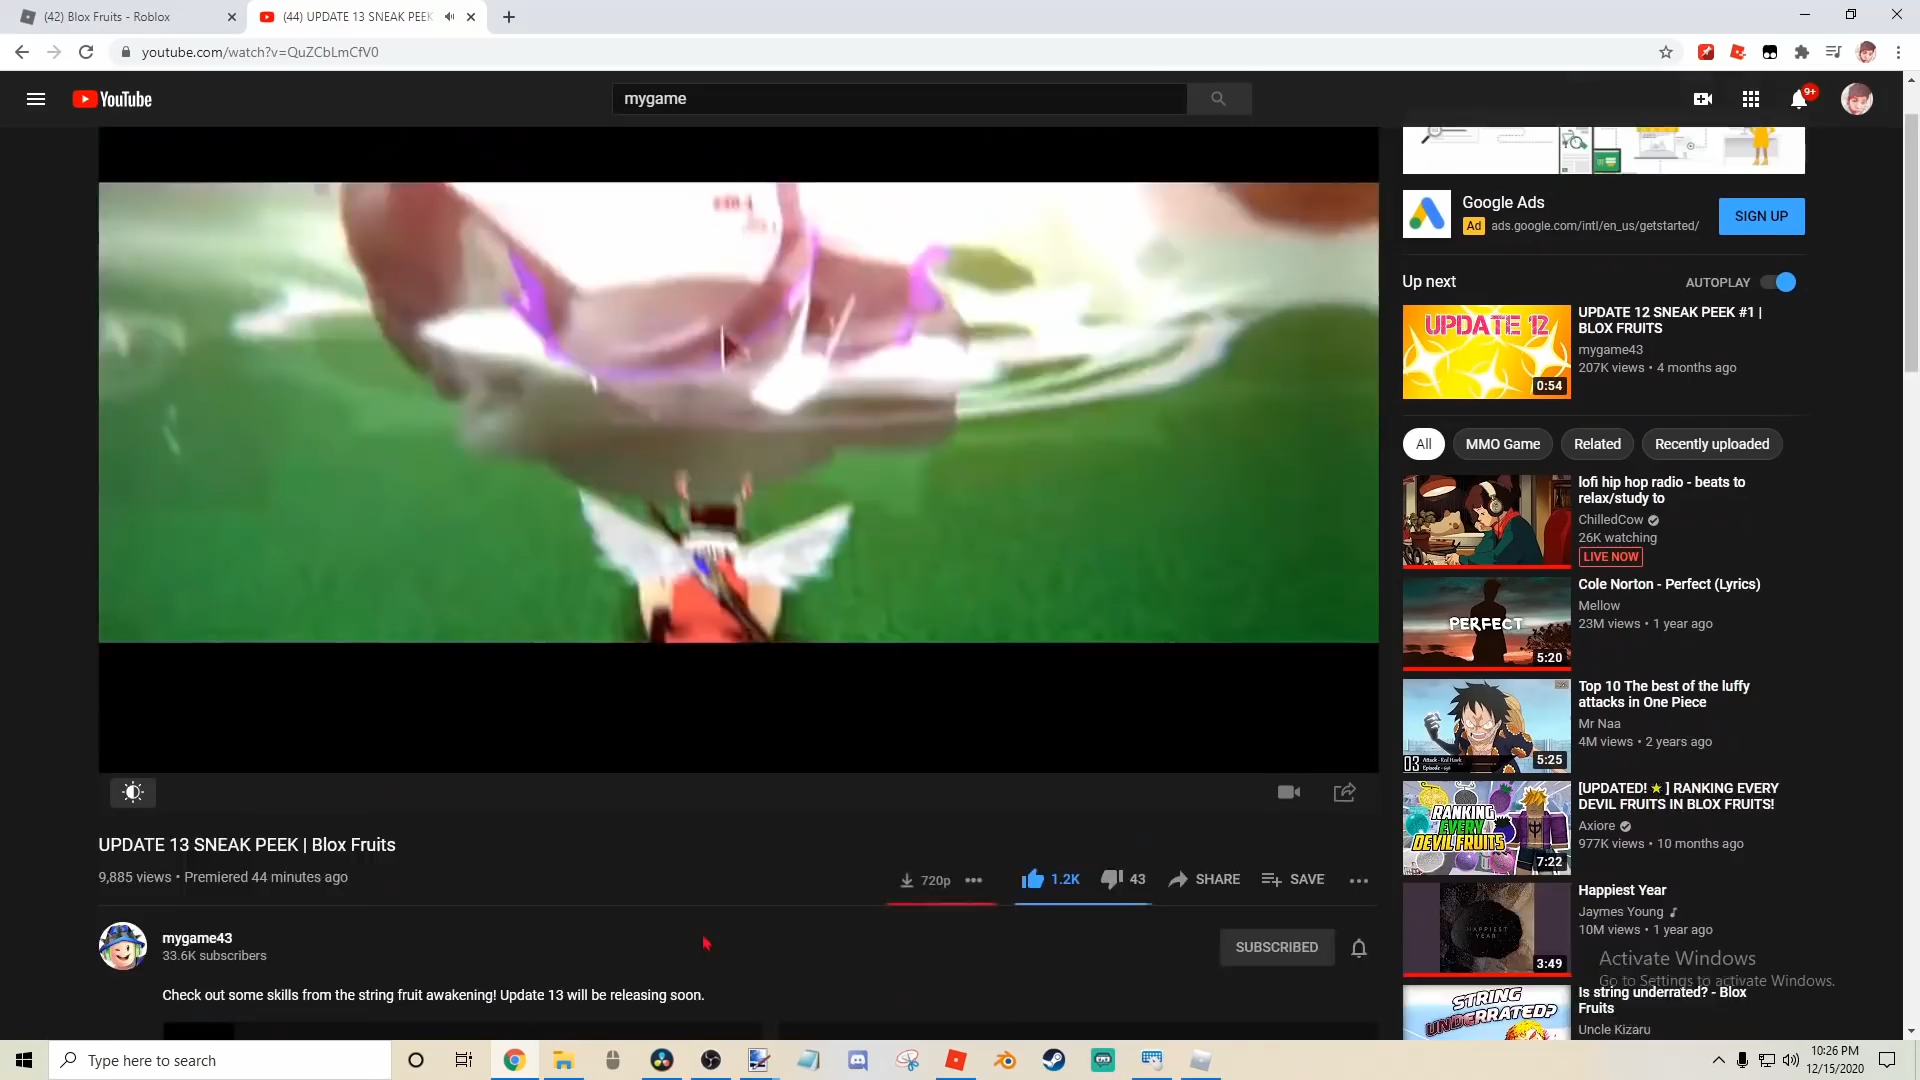 (42) Blox Fruits - Roblox
(44) UPDATE 13 SNEAK PEEK
youtube.com/watch?v=QuZCbLmCfV0
YouTube
mygame
9+
Google Ads
Ad ads.google.com/intl/en_us/getstarted/
SIGN UP
Up next
AUTOPLAY
UPDATE 12
0:54
UPDATE 12 SNEAK PEEK #1 |
BLOX FRUITS
mygame43
207K views • 4 months ago
All
MMO Game
Related
Recently uploaded
lofi hip hop radio - beats to
relax/study to
ChilledCow
26K watching
LIVE NOW
PERFECT
5:20
Cole Norton - Perfect (Lyrics)
Mellow
23M views • 1 year ago
03
5:25
Top 10 The best of the luffy
attacks in One Piece
Mr Naa
4M views • 2 years ago
RANKING
EVERY
DEVIL FRUITS
7:22
[UPDATED! ★ ] RANKING EVERY
DEVIL FRUITS IN BLOX FRUITS!
Axiore
977K views • 10 months ago
HAPPIEST
YEAR
3:49
Happiest Year
Jaymes Young
10M views • 1 year ago
STRING
UNDERRATED?
Is string underrated? - Blox
Fruits
Uncle Kizaru
Activate Windows
Go to Settings to activate Windows.
UPDATE 13 SNEAK PEEK | Blox Fruits
9,885 views • Premiered 44 minutes ago
720p
1.2K
43
SHARE
SAVE
mygame43
33.6K subscribers
SUBSCRIBED
Check out some skills from the string fruit awakening! Update 13 will be releasing soon.
Type here to search
10:26 PM
12/15/2020